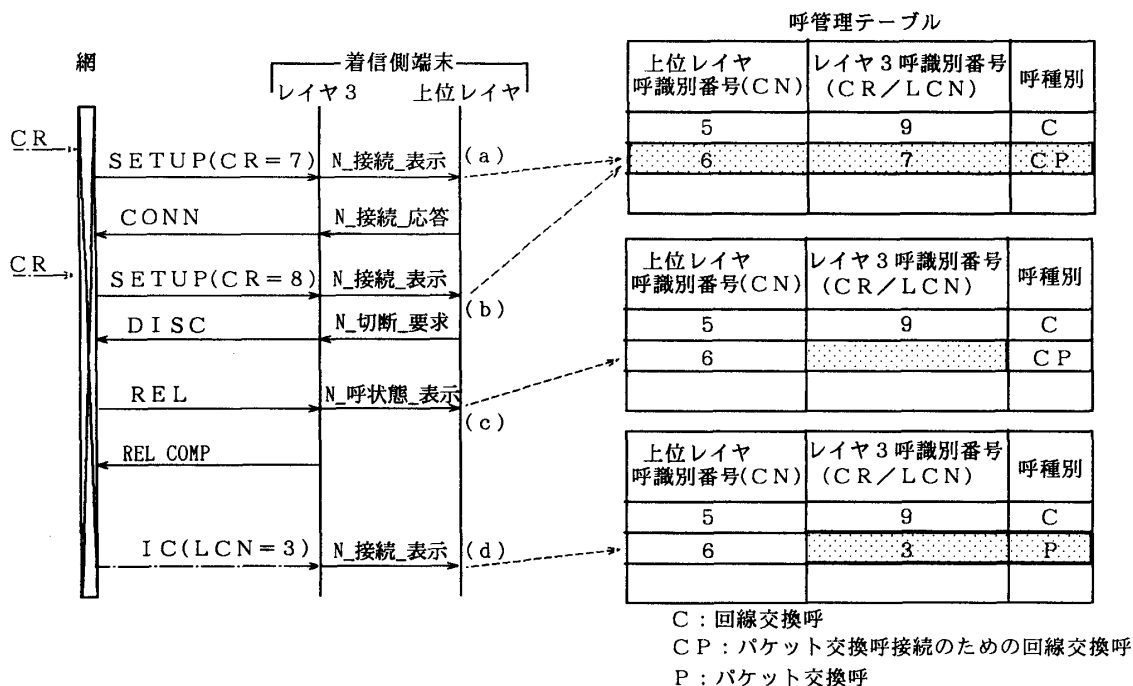 呼管理テーブル
網
着信側端末
レイヤ3 上位レイヤ
CR
SETUP(CR=7) N_接続_表示 (a)
CONN N_接続_応答
CR
SETUP(CR=8) N_接続_表示
(b)
DISC N_切断_要求
REL N_呼状態_表示
(c)
REL COMP
IC(LCN=3) N_接続_表示 (d)
上位レイヤ レイヤ3呼識別番号 呼種別
呼識別番号(CN) (CR/LCN)
5 9 C
6 7 CP
上位レイヤ レイヤ3呼識別番号 呼種別
呼識別番号(CN) (CR/LCN)
5 9 C
6 CP
上位レイヤ レイヤ3呼識別番号 呼種別
呼識別番号(CN) (CR/LCN)
5 9 C
6 3 P
C:回線交換呼
CP:パケット交換呼接続のための回線交換呼
P:パケット交換呼